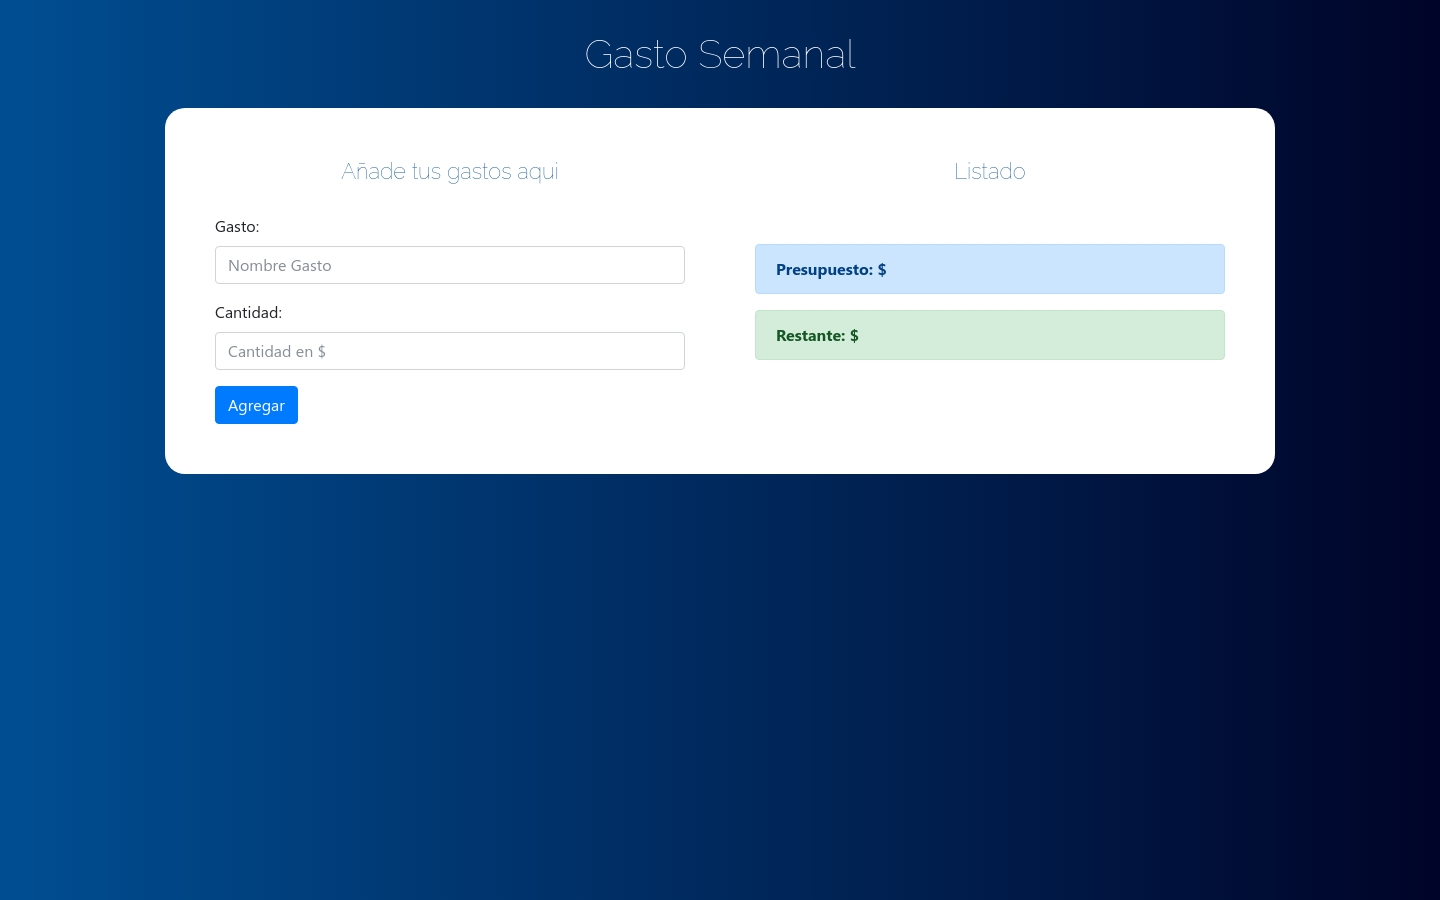 Gasto Semanal
Añade tus gastos aqui
Gasto:
Nombre Gasto
Cantidad:
Cantidad en $
Agregar
Listado
Presupuesto: $
Restante: $